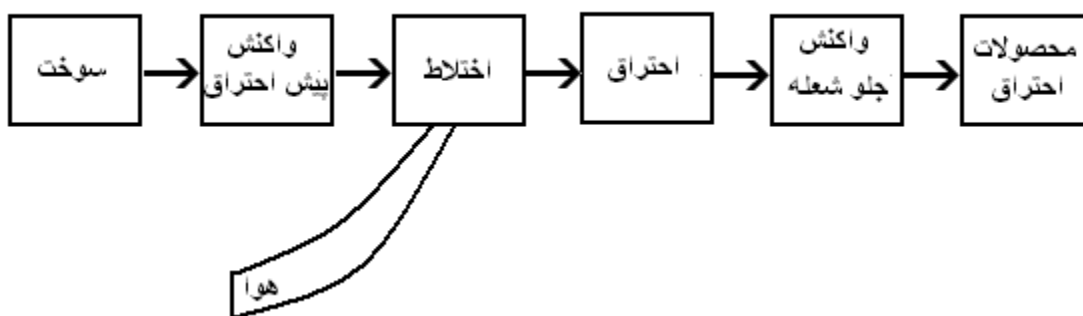 سوخت
واکنش
پیش احتراق
اختلاط
احتراق
واکنش
جلو شعله
محصولات
احتراق
هوا